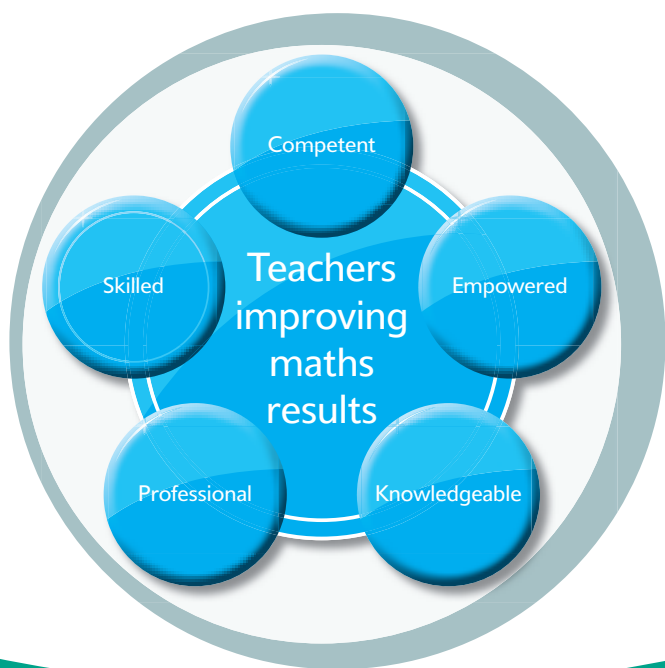 Competent
Skilled
Teachers
improving
maths
results
Empowered
Professional
Knowledgeable